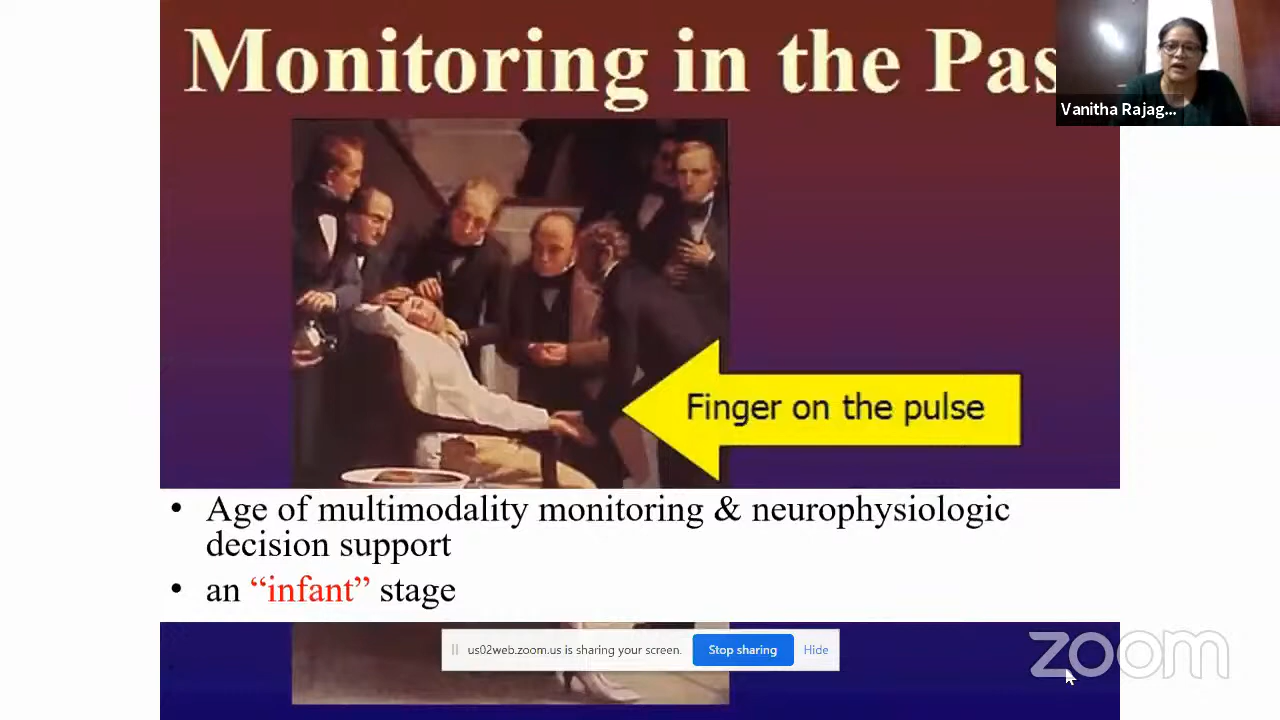 Monitoring in the Pas
Vanitha Rajag...
Finger on the pulse
• Age of multimodality monitoring & neurophysiologic
decision support
• an “infant” stage
us02web.zoom.us is sharing your screen.
Stop sharing
Hide
zoom